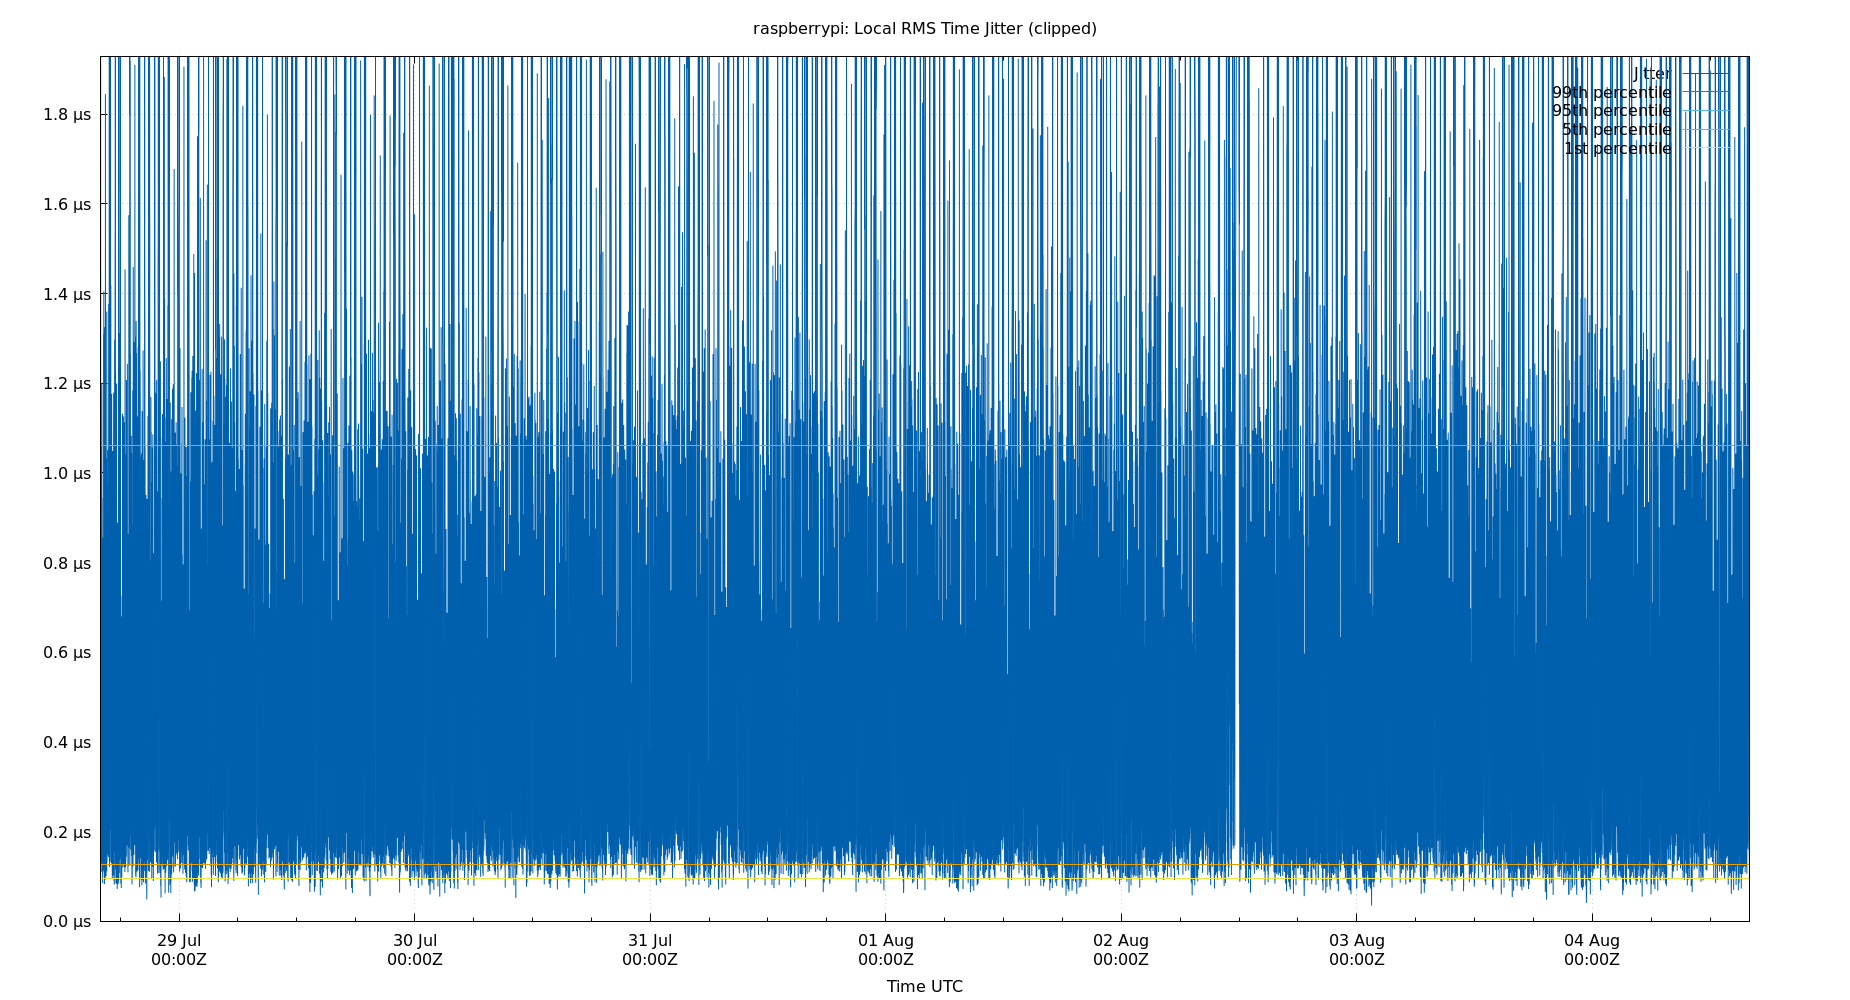 raspberrypi: Local RMS Time Jitter (clipped)
Jitter
99th percentile
95th percentile
5th percentile
1st percentile
1.8 µs
1.6 µs
1.4 µs
1.2 µs
1.0 µs
0.8 µs
0.6 µs
0.4 µs
0.2 µs
0.0 µs
29 Jul 30 Jul 31 Jul 01 Aug 02 Aug 03 Aug 04 Aug
00:00Z 00:00Z 00:00Z 00:00Z 00:00Z 00:00Z 00:00Z
Time UTC